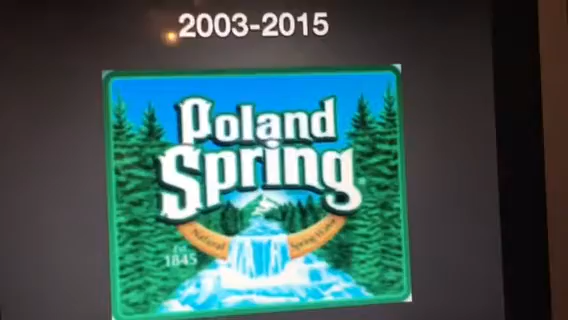 2003-2015
Poland
Spring
Natural Spring Water
Est
1845